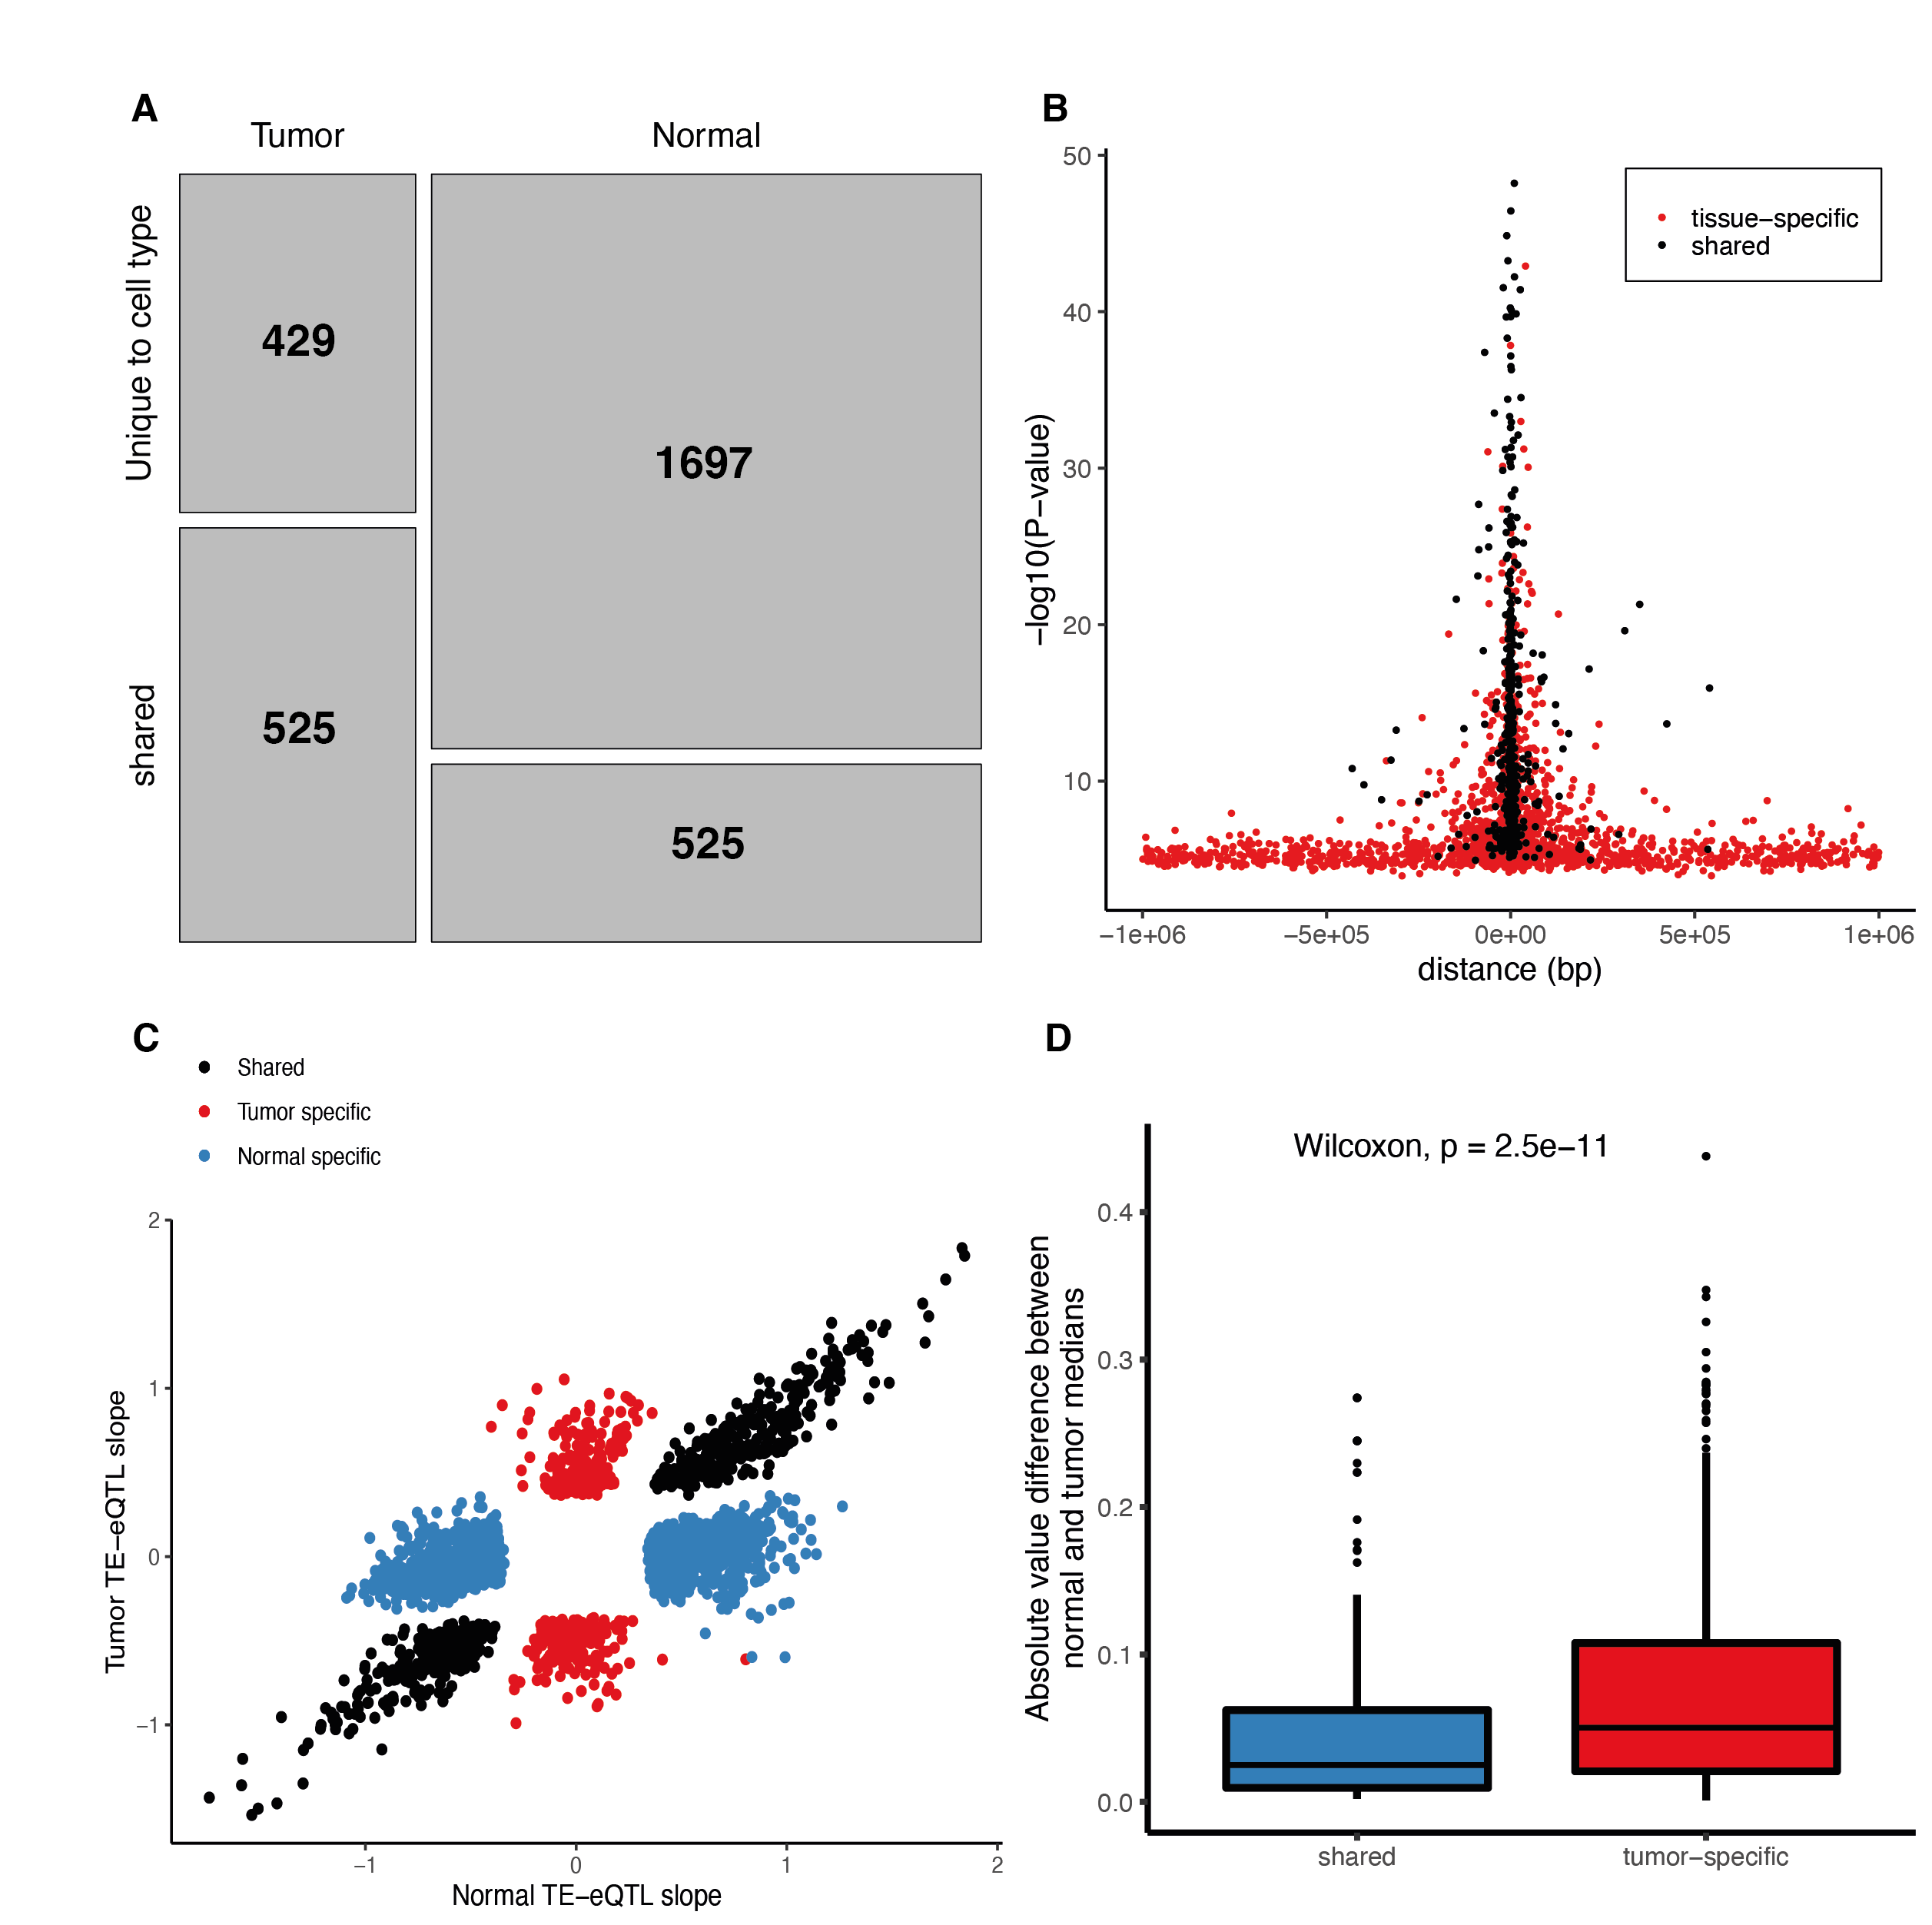 A
Tumor
Normal
Unique to cell type
shared
429
1697
525
525
B
50
40
30
20
10
−log10(P−value)
tissue−specific
shared
−1e+06
−5e+05
0e+00
5e+05
1e+06
distance (bp)
C
Shared
Tumor specific
Normal specific
2
1
0
−1
Tumor TE−eQTL slope
−1
0
1
2
Normal TE−eQTL slope
D
Wilcoxon, p = 2.5e−11
0.4
0.3
0.2
0.1
0.0
Absolute value difference between
normal and tumor medians
shared
tumor−specific